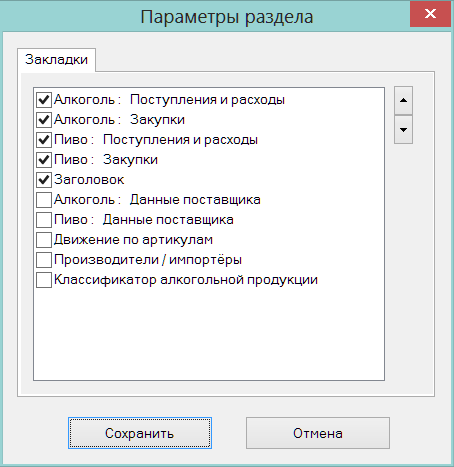 Параметры раздела
Закладки
Алкоголь : Поступления и расходы
Алкоголь : Закупки
Пиво : Поступления и расходы
Пиво : Закупки
Заголовок
Алкоголь : Данные поставщика
Пиво : Данные поставщика
Движение по артикулам
Производители / импортёры
Классификатор алкогольной продукции
Сохранить
Отмена